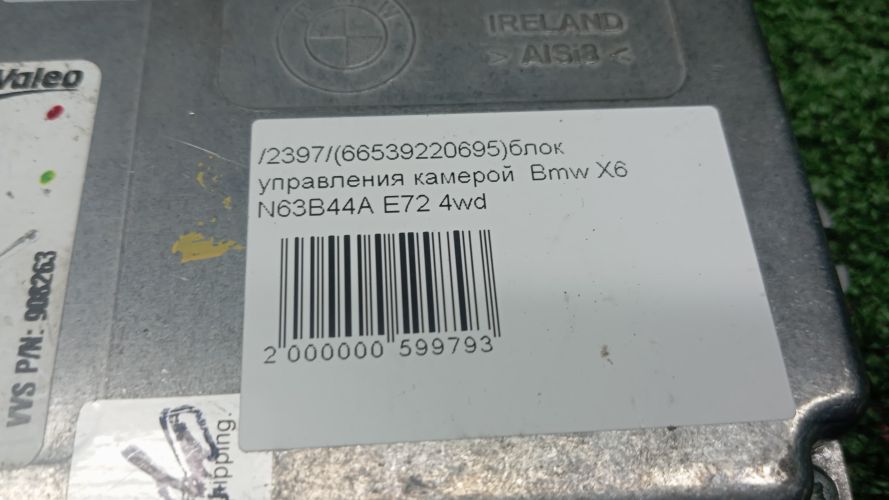 IRELAND
> AlSi8 <
Valeo
VVS P/N: 908263
/2397/(66539220695)блок
управления камерой Bmw X6
N63B44A E72 4wd
2 000000 599793